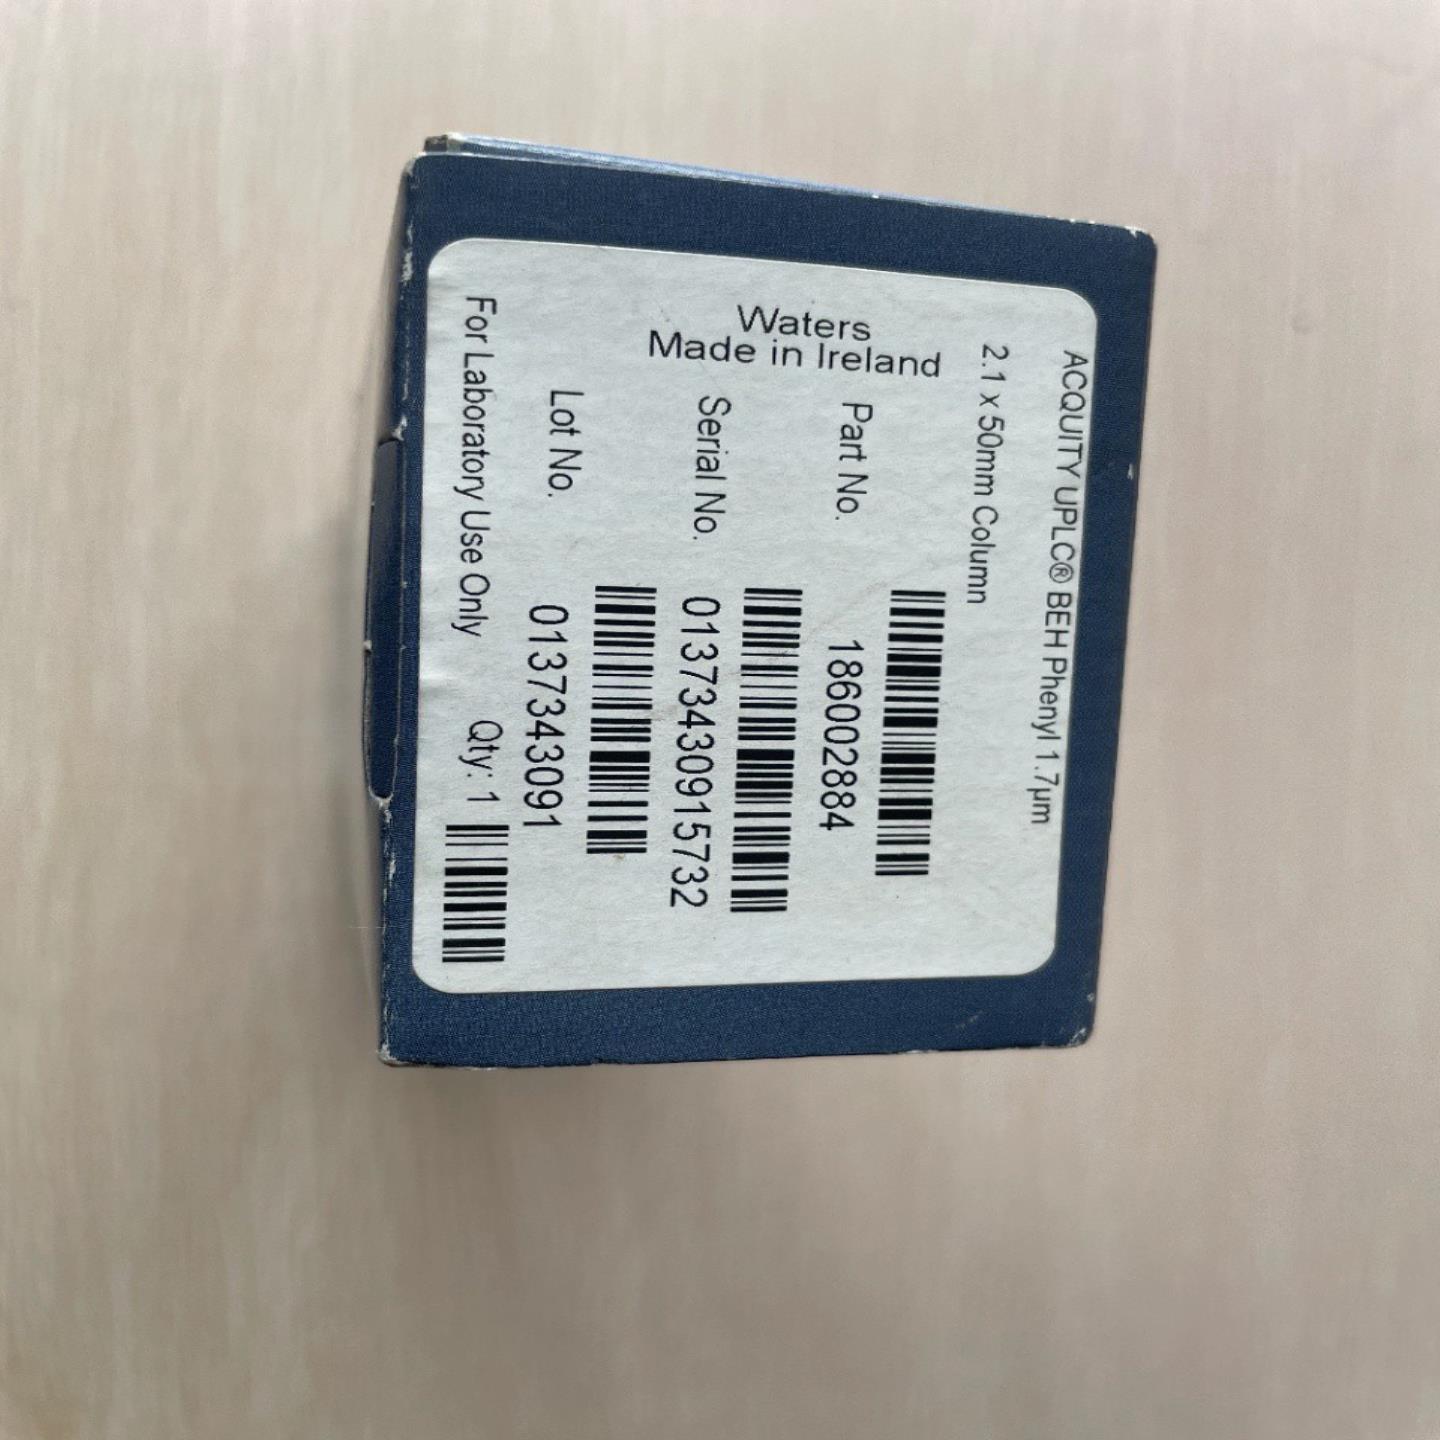 ACQUITY UPLC® BEH Phenyl 1.7µm
2.1 x 50mm Column
Waters
Made in Ireland
Part No. 186002884
Serial No. 01373430915732
Lot No. 0137343091
For Laboratory Use Only Qty: 1